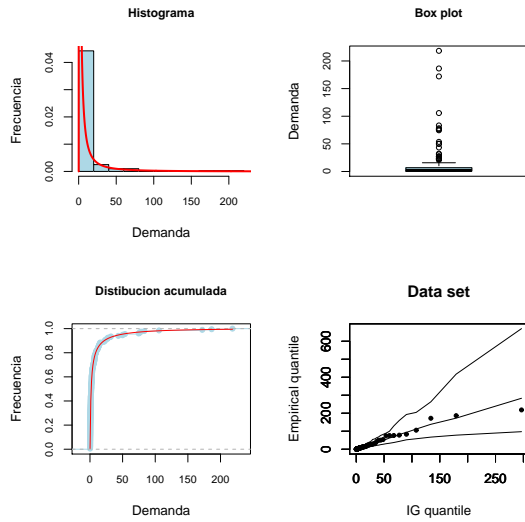 Histograma
Frecuencia
0.00
0.02
0.04
0
50
100
150
200
Demanda
Box plot
Demanda
0
50
100
150
200
Distibucion acumulada
Frecuencia
0.0
0.2
0.4
0.6
0.8
1.0
0
50
100
150
200
Demanda
Data set
Empirical quantile
0
200
400
600
0
50
150
250
IG quantile